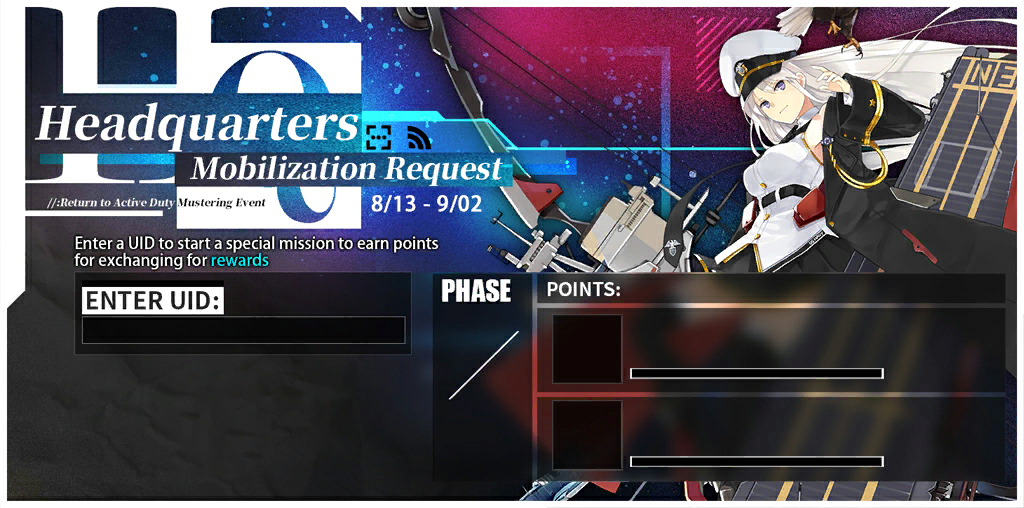 HQ
Headquarters
Mobilization Request
//:Return to Active Duty Mustering Event
8/13 - 9/02
Enter a UID to start a special mission to earn points
for exchanging for rewards
ENTER UID:
PHASE
POINTS: